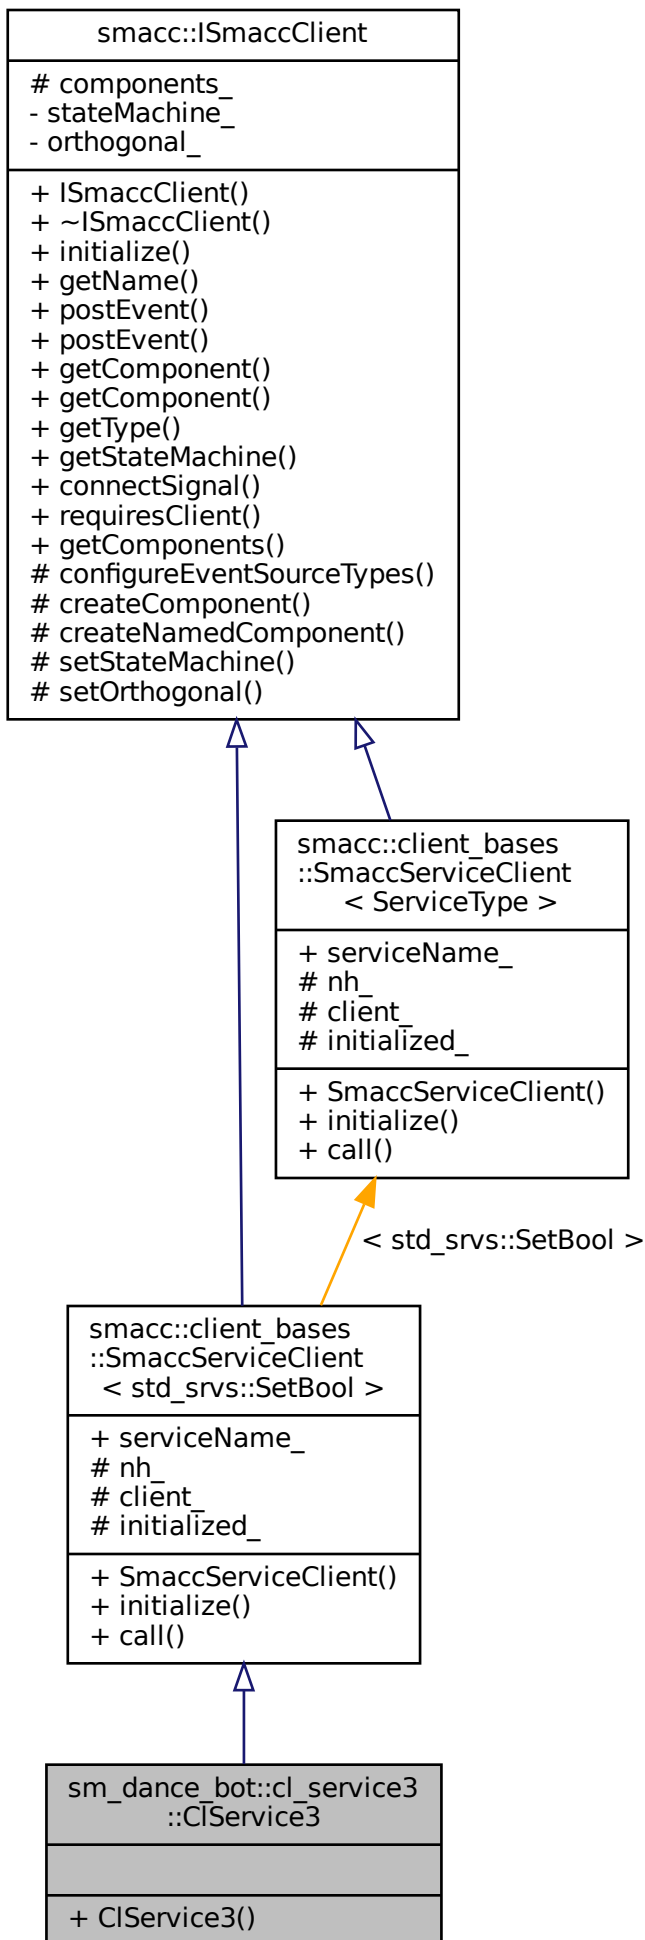 smacc::ISmaccClient
# components_
- stateMachine_
- orthogonal_
+ ISmaccClient()
+ ~ISmaccClient()
+ initialize()
+ getName()
+ postEvent()
+ postEvent()
+ getComponent()
+ getComponent()
+ getType()
+ getStateMachine()
+ connectSignal()
+ requiresClient()
+ getComponents()
# configureEventSourceTypes()
# createComponent()
# createNamedComponent()
# setStateMachine()
# setOrthogonal()
smacc::client_bases
::SmaccServiceClient
< ServiceType >
+ serviceName_
# nh_
# client_
# initialized_
+ SmaccServiceClient()
+ initialize()
+ call()
< std_srvs::SetBool >
smacc::client_bases
::SmaccServiceClient
< std_srvs::SetBool >
+ serviceName_
# nh_
# client_
# initialized_
+ SmaccServiceClient()
+ initialize()
+ call()
sm_dance_bot::cl_service3
::ClService3
+ ClService3()